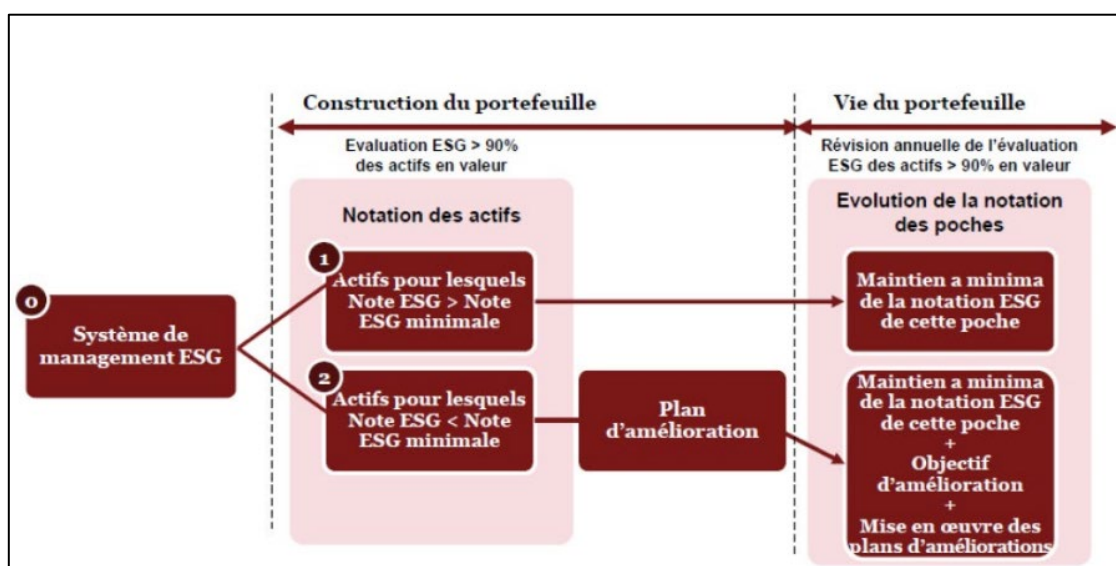 Construction du portefeuille
Vie du portefeuille
Evaluation ESG > 90%
des actifs en valeur
Révision annuelle de l'évaluation
ESG des actifs > 90% en valeur
Notation des actifs
Evolution de la notation
des poches
0
Système de
management ESG
1
Actifs pour lesquels
Note ESG > Note
ESG minimale
Maintien a minima
de la notation ESG
de cette poche
2
Actifs pour lesquels
Note ESG < Note
ESG minimale
Plan
d'amélioration
Maintien a minima
de la notation ESG
de cette poche
+
Objectif
d'amélioration
+
Mise en œuvre des
plans d'améliorations